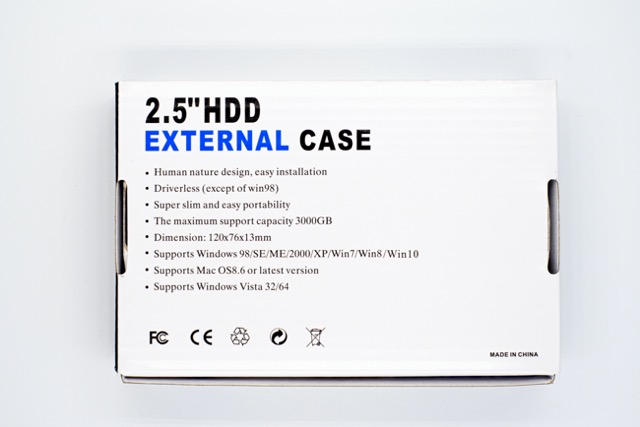 2.5"HDD
EXTERNAL CASE
• Human nature design, easy installation
• Driverless (except of win98)
• Super slim and easy portability
• The maximum support capacity 3000GB
• Dimension: 120x76x13mm
• Supports Windows 98/SE/ME/2000/XP/Win7/Win8/Win10
• Supports Mac OS8.6 or latest version
• Supports Windows Vista 32/64
FC CE
MADE IN CHINA